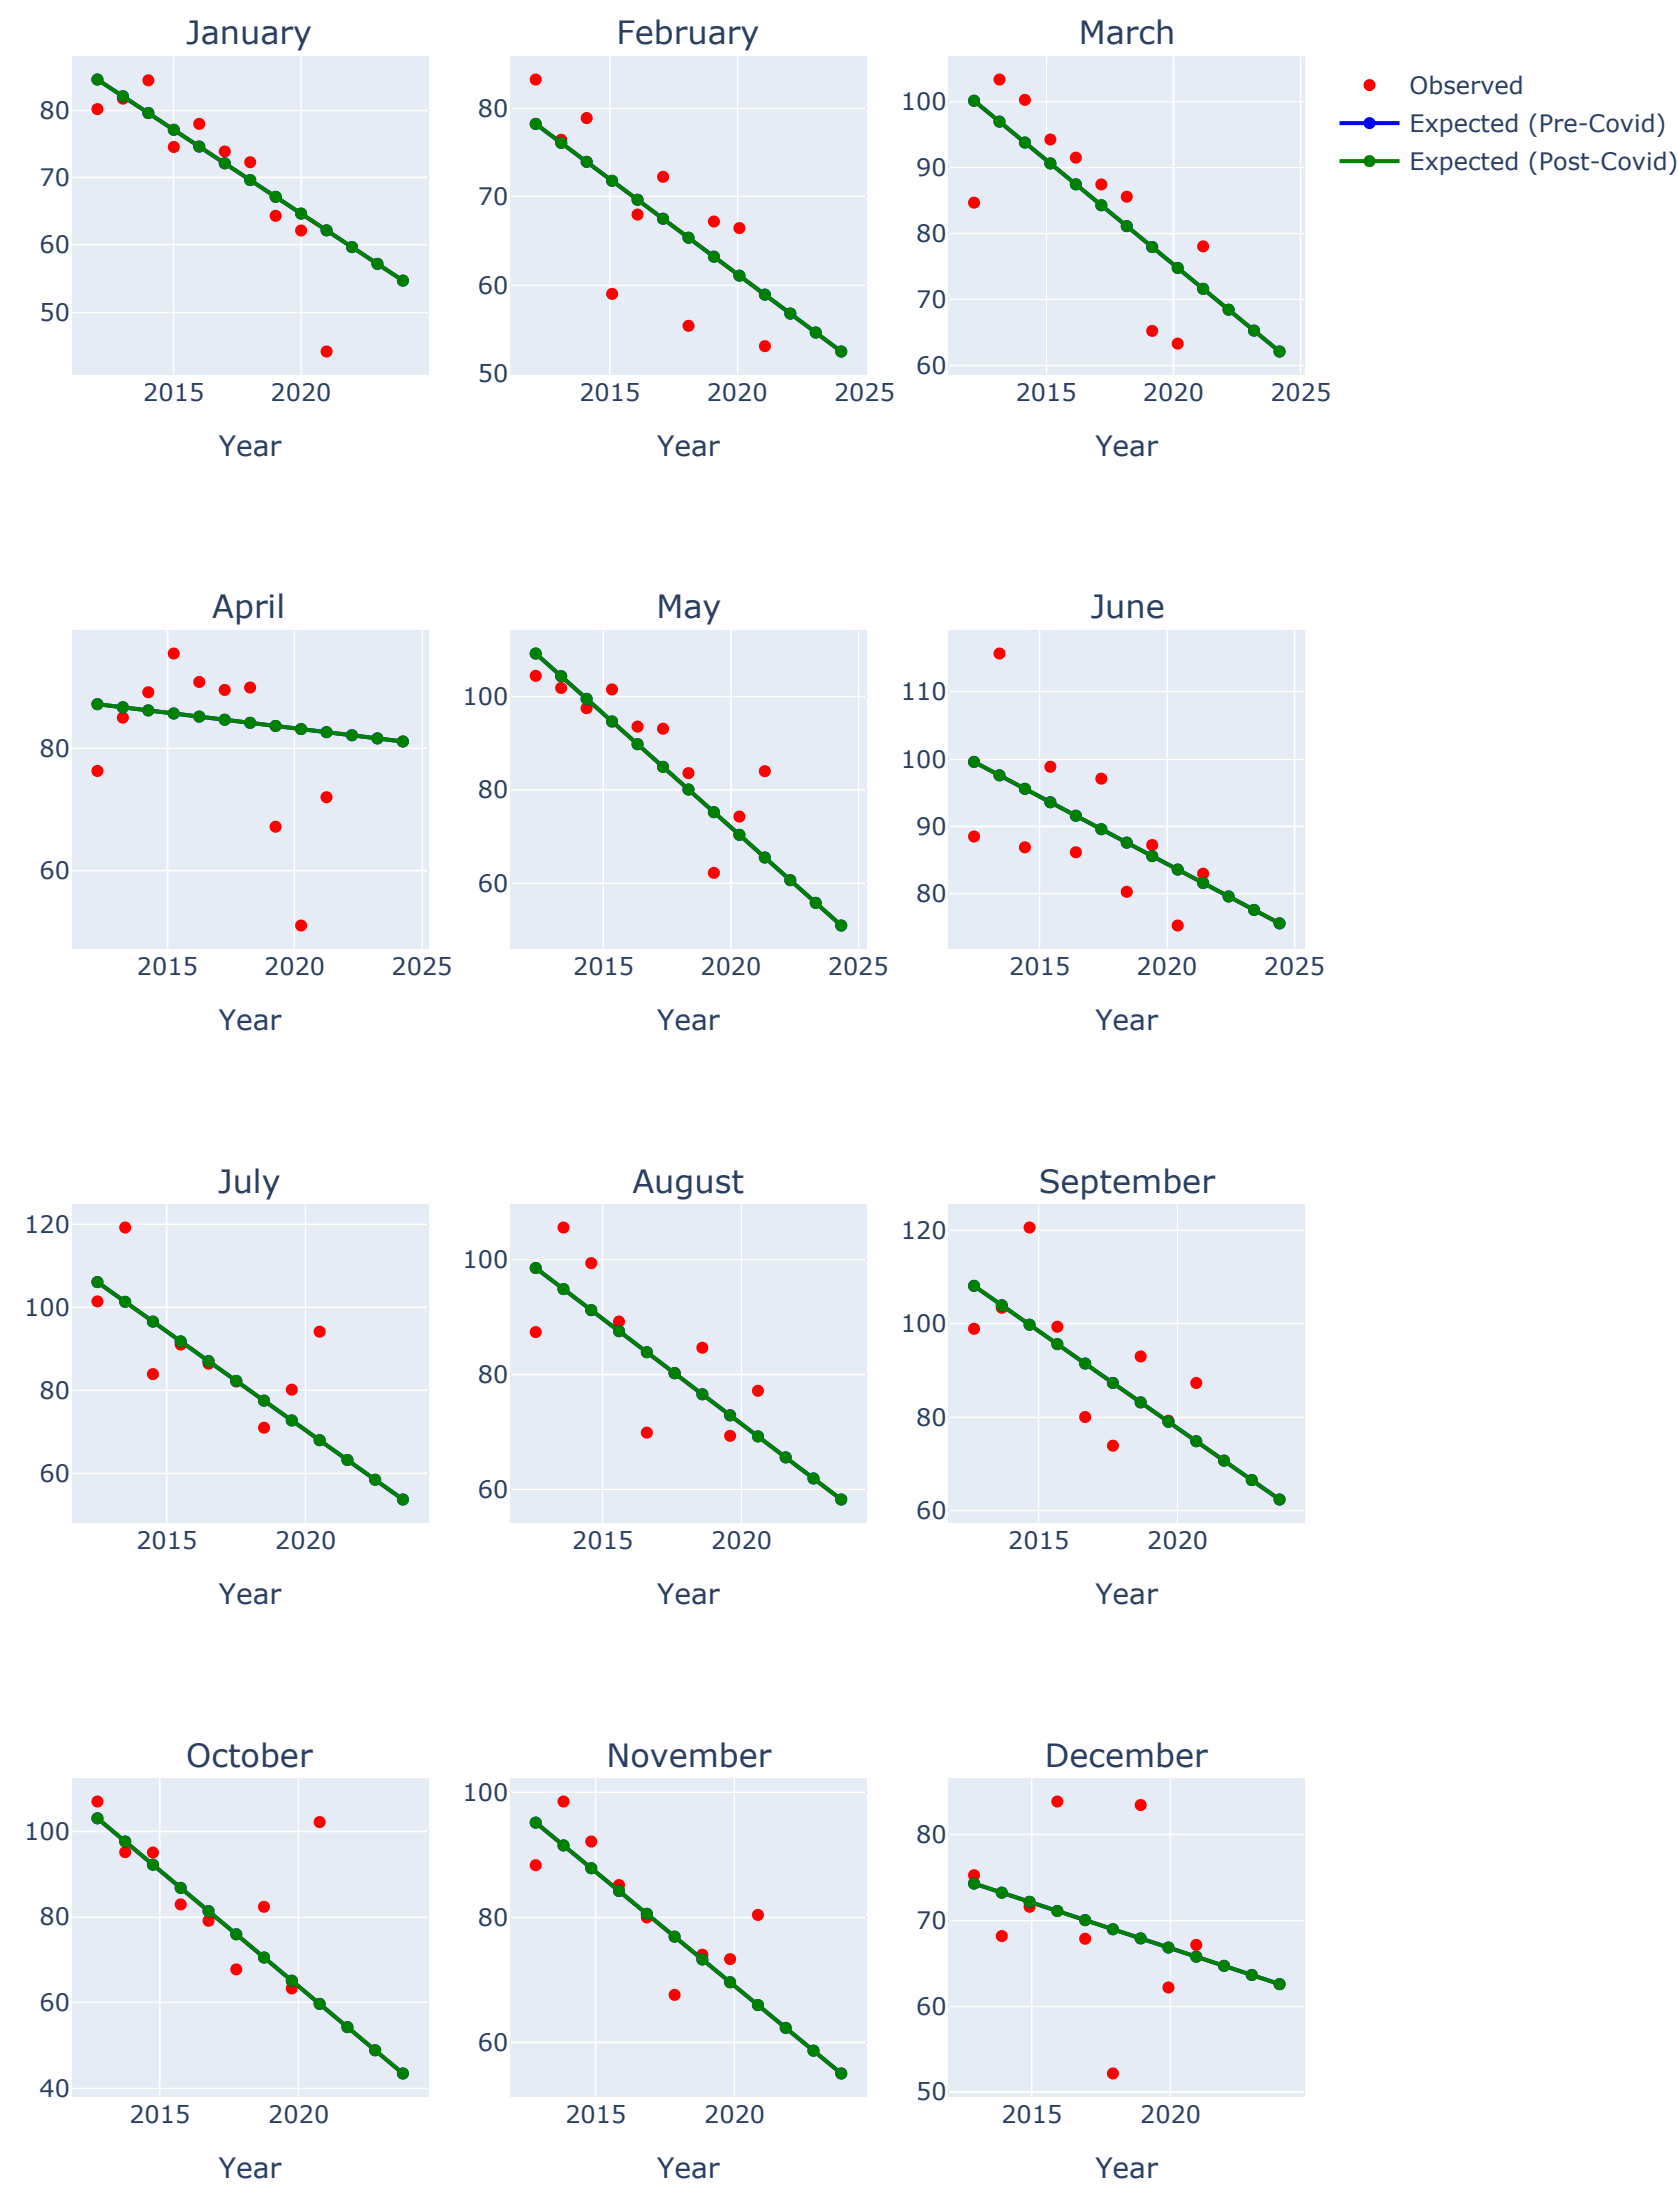 January
February
March
Observed
Expected (Pre-Covid)
Expected (Post-Covid)
80
70
60
50
2015
2020
Year
80
70
60
50
2015
2020
2025
Year
100
90
80
70
60
2015
2020
2025
Year
April
May
June
80
60
2015
2020
2025
Year
100
80
60
2015
2020
2025
Year
110
100
90
80
2015
2020
2025
Year
July
August
September
120
100
80
60
2015
2020
Year
100
80
60
2015
2020
Year
120
100
80
60
2015
2020
Year
October
November
December
100
80
60
40
2015
2020
Year
100
80
60
2015
2020
Year
80
70
60
50
2015
2020
Year